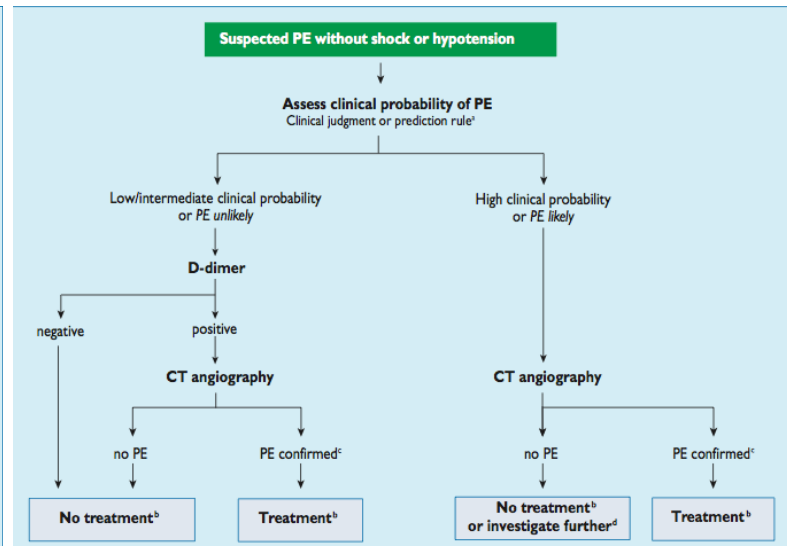 Suspected PE without shock or hypotension
Assess clinical probability of PE
Clinical judgment or prediction ruleᵃ
Low/intermediate clinical probability
or PE unlikely
High clinical probability
or PE likely
D-dimer
negative
positive
CT angiography
CT angiography
no PE
PE confirmedᶜ
no PE
PE confirmedᶜ
No treatmentᵇ
Treatmentᵇ
No treatmentᵇ
or investigate furtherᵈ
Treatmentᵇ